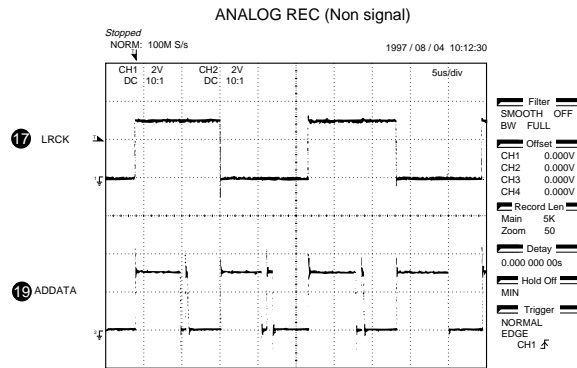 ANALOG REC (Non signal)
Stopped
NORM: 100M S/s
1997 / 08 / 04 10:12:30
CH1 2V
DC 10:1
CH2 2V
DC 10:1
5us/div
17 LRCK
19 ADDATA
Filter
SMOOTH OFF
BW FULL
Offset
CH1 0.000V
CH2 0.000V
CH3 0.000V
CH4 0.000V
Record Len
Main 5K
Zoom 50
Detay
0.000 000 00s
Hold Off
MIN
Trigger
NORMAL
EDGE
CH1